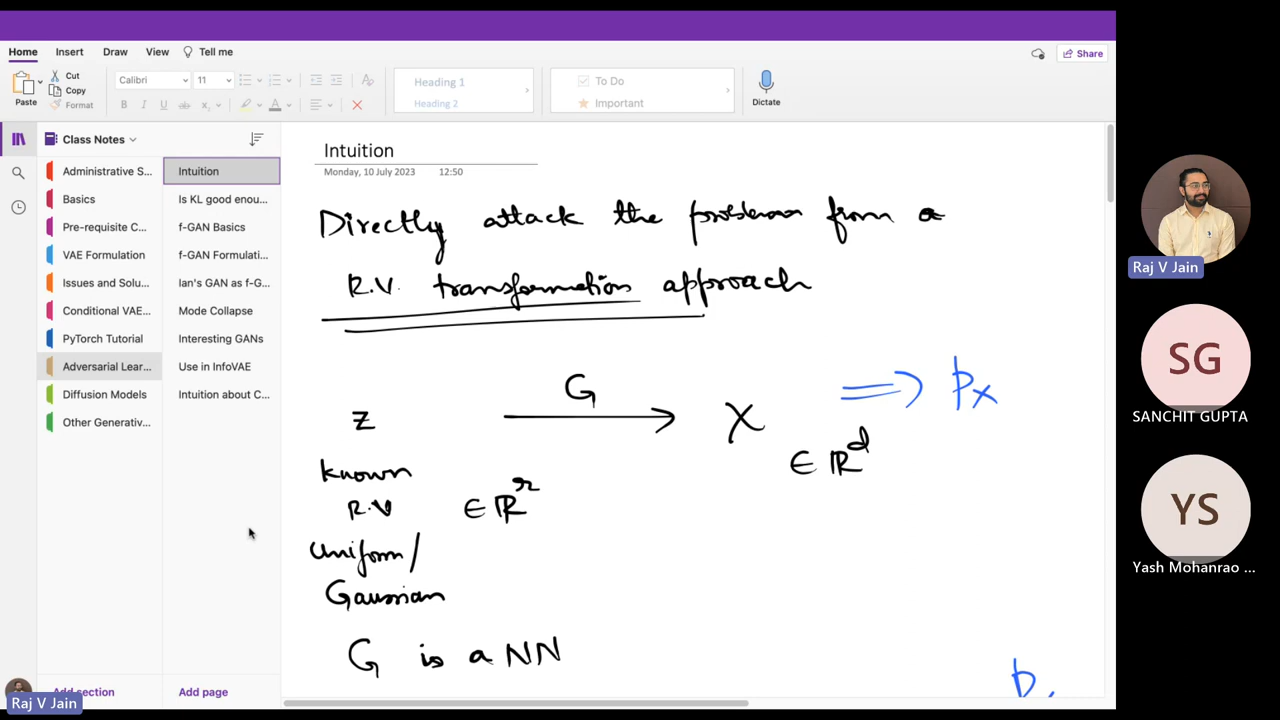 Home Insert Draw View Tell me
Share
Paste
Cut
Copy
Format
Calibri 11
B I U ab x A
Heading 1
Heading 2
To Do
Important
Dictate
Class Notes
Administrative S...
Basics
Pre-requisite C...
VAE Formulation
Issues and Solu...
Conditional VAE...
PyTorch Tutorial
Adversarial Lear...
Diffusion Models
Other Generativ...
Add section
Intuition
Is KL good enou...
f-GAN Basics
f-GAN Formulati...
Ian's GAN as f-G...
Mode Collapse
Interesting GANs
Use in InfoVAE
Intuition about C...
Add page
Intuition
Monday, 10 July 2023 12:50
Directly attack the problem from a
R.V. transformation approach
G
z → X ⇒ p_X
∈ ℝ^d
known
R.V ∈ ℝ^r
Uniform/
Gaussian
G is a NN
Raj V Jain
SG
SANCHIT GUPTA
YS
Yash Mohanrao ...
Raj V Jain